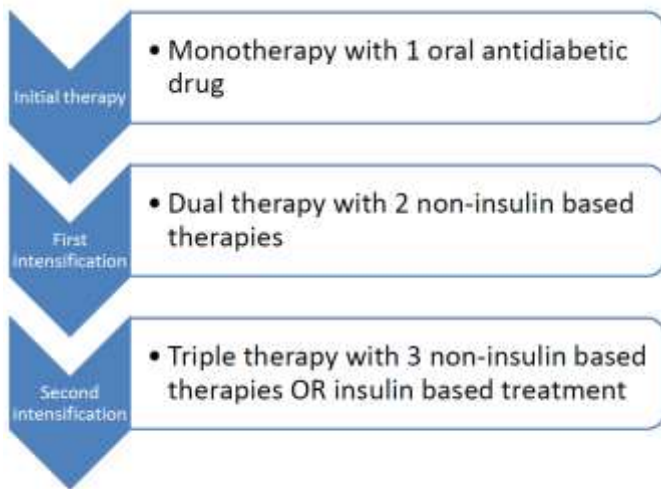 Initial therapy
• Monotherapy with 1 oral antidiabetic
drug
First
intensification
• Dual therapy with 2 non-insulin based
therapies
Second
intensification
• Triple therapy with 3 non-insulin based
therapies OR insulin based treatment